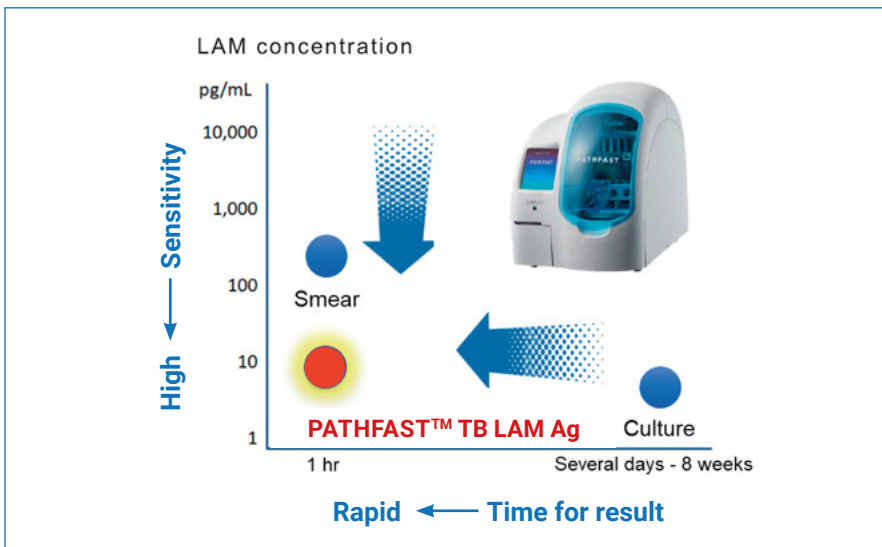 LAM concentration
pg/mL
10,000
1,000
100
10
1
High ← Sensitivity
PATHFAST
Smear
PATHFAST™ TB LAM Ag
Culture
1 hr
Several days - 8 weeks
Rapid ← Time for result